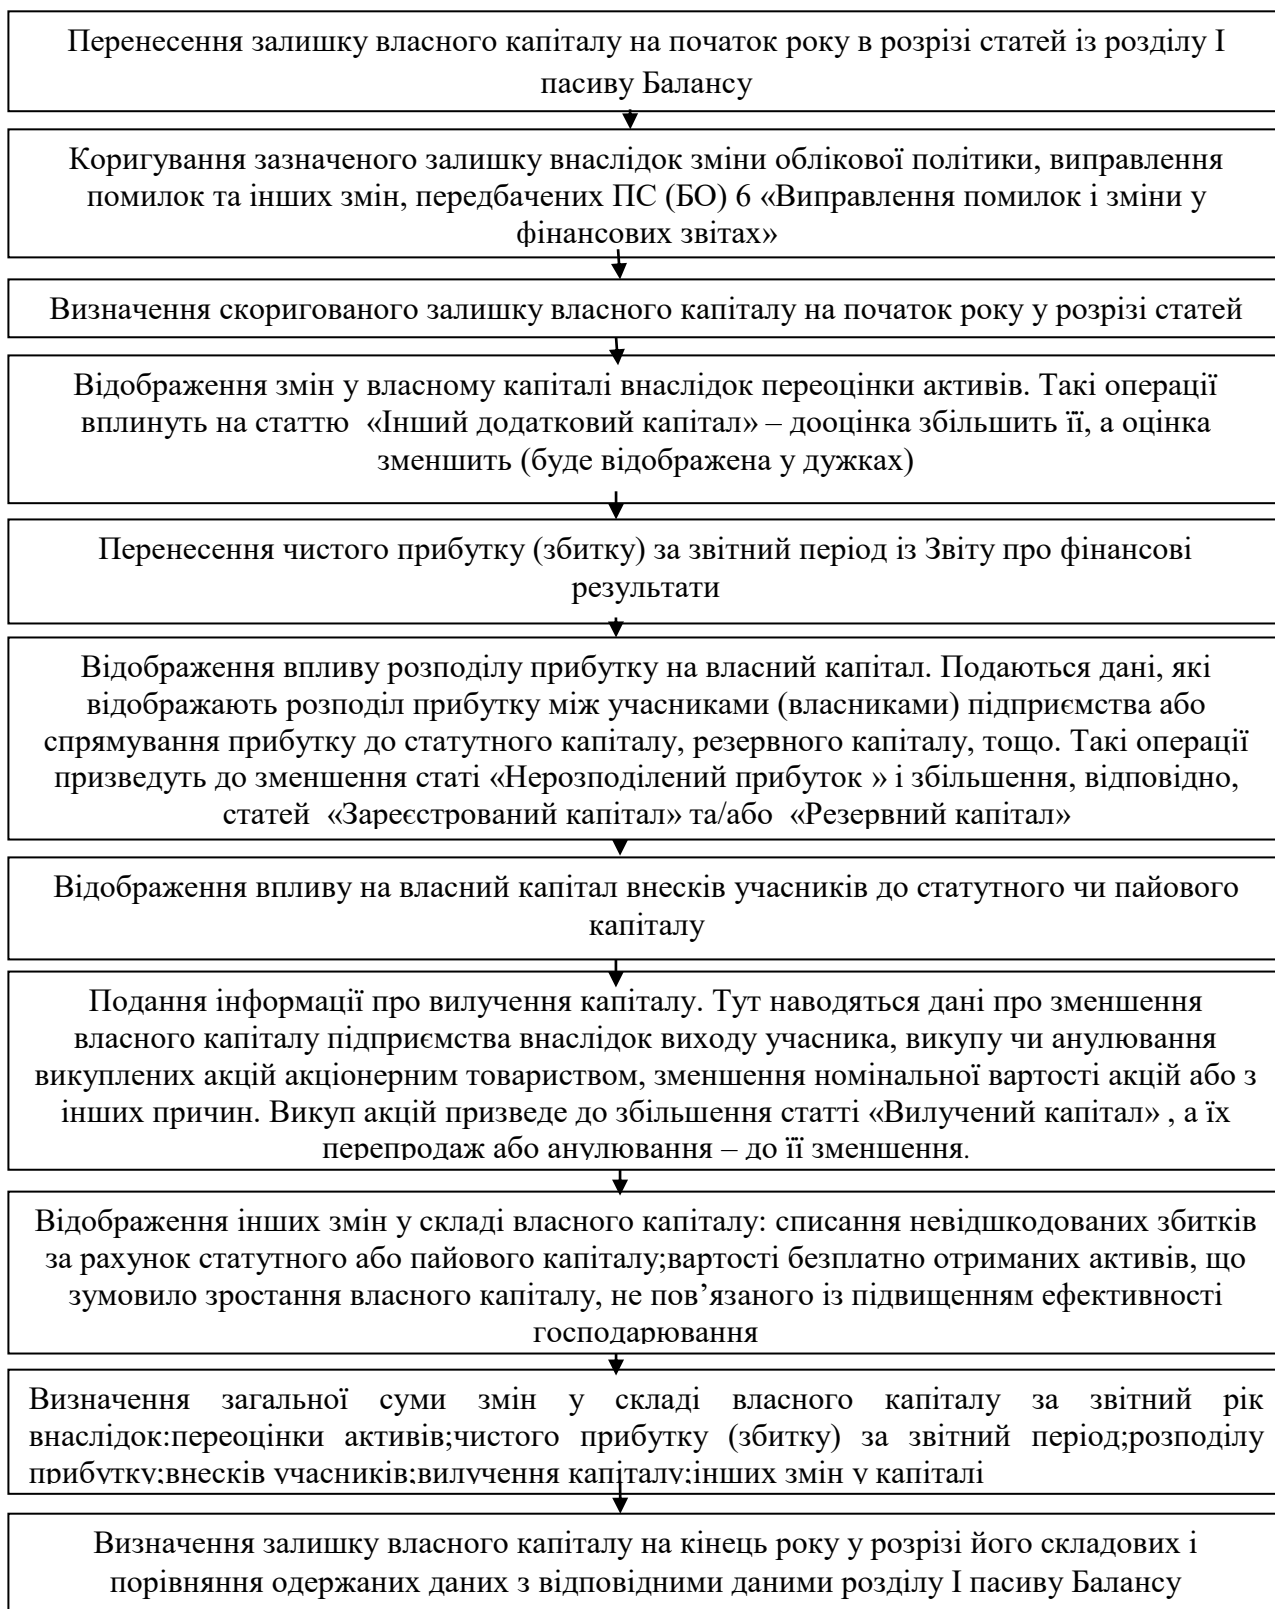 Перенесення залишку власного капіталу на початок року в розрізі статей із розділу І
пасиву Балансу
Коригування зазначеного залишку внаслідок зміни облікової політики, виправлення
помилок та інших змін, передбачених ПС (БО) 6 «Виправлення помилок і зміни у
фінансових звітах»
Визначення скоригованого залишку власного капіталу на початок року у розрізі статей
Відображення змін у власному капіталі внаслідок переоцінки активів. Такі операції
вплинуть на статтю «Інший додатковий капітал» – дооцінка збільшить її, а оцінка
зменшить (буде відображена у дужках)
Перенесення чистого прибутку (збитку) за звітний період із Звіту про фінансові
результати
Відображення впливу розподілу прибутку на власний капітал. Подаються дані, які
відображають розподіл прибутку між учасниками (власниками) підприємства або
спрямування прибутку до статутного капіталу, резервного капіталу, тощо. Такі операції
призведуть до зменшення статі «Нерозподілений прибуток » і збільшення, відповідно,
статей «Зареєстрований капітал» та/або «Резервний капітал»
Відображення впливу на власний капітал внесків учасників до статутного чи пайового
капіталу
Подання інформації про вилучення капіталу. Тут наводяться дані про зменшення
власного капіталу підприємства внаслідок виходу учасника, викупу чи анулювання
викуплених акцій акціонерним товариством, зменшення номінальної вартості акцій або з
інших причин. Викуп акцій призведе до збільшення статті «Вилучений капітал» , а їх
перепродаж або анулювання – до її зменшення.
Відображення інших змін у складі власного капіталу: списання невідшкодованих збитків
за рахунок статутного або пайового капіталу;вартості безплатно отриманих активів, що
зумовило зростання власного капіталу, не пов’язаного із підвищенням ефективності
господарювання
Визначення загальної суми змін у складі власного капіталу за звітний рік
внаслідок:переоцінки активів;чистого прибутку (збитку) за звітний період;розподілу
прибутку;внесків учасників;вилучення капіталу;інших змін у капіталі
Визначення залишку власного капіталу на кінець року у розрізі його складових і
порівняння одержаних даних з відповідними даними розділу І пасиву Балансу